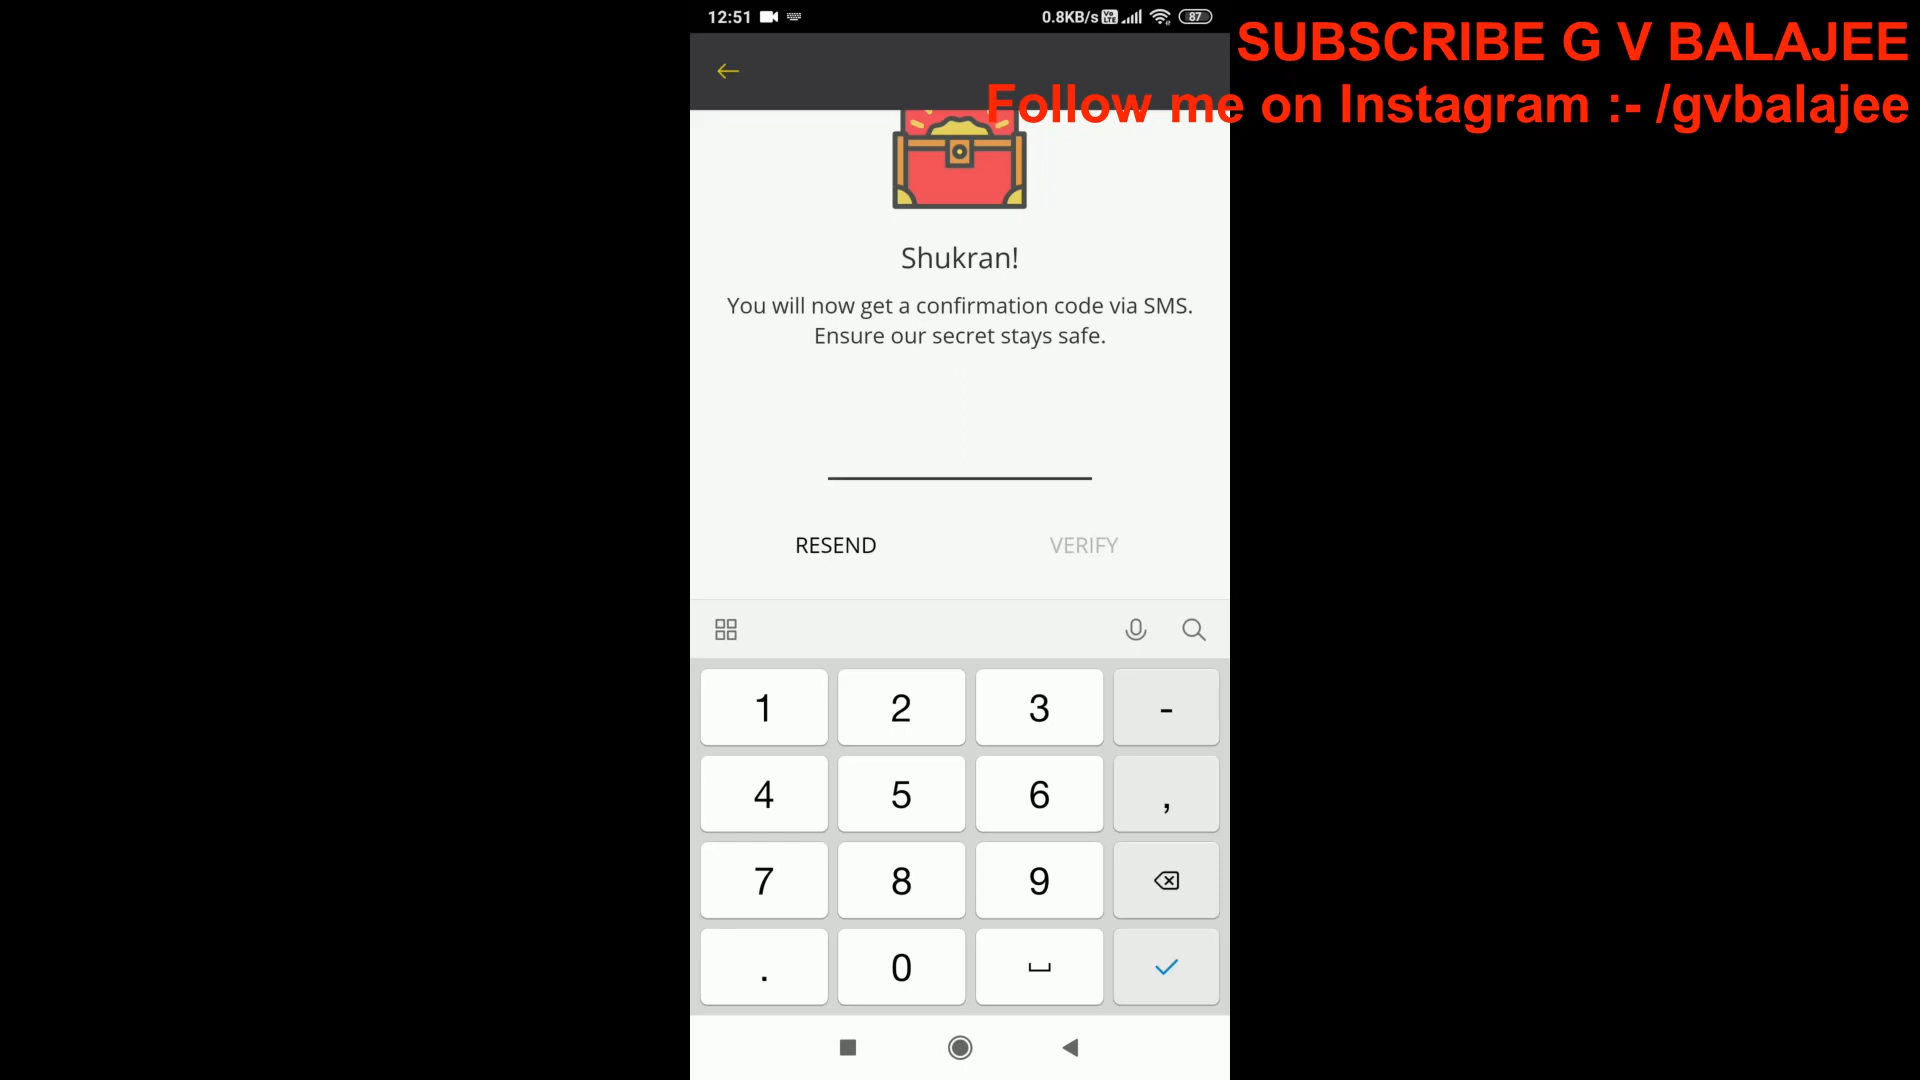 12:51
0.8KB/s Vo LTE 87
SUBSCRIBE G V BALAJEE
Follow me on Instagram :- /gvbalajee
Shukran!
You will now get a confirmation code via SMS.
Ensure our secret stays safe.
RESEND VERIFY
1 2 3 -
4 5 6 ,
7 8 9
. 0